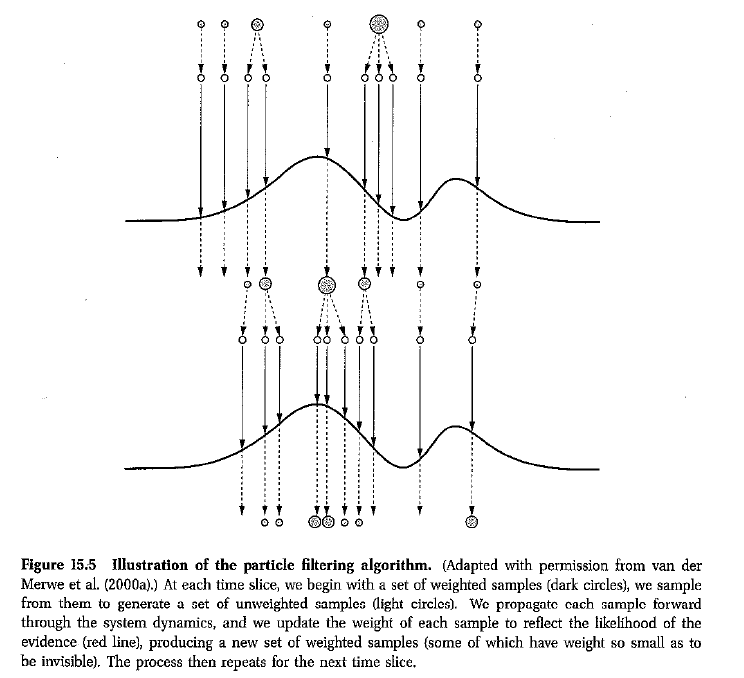 Figure 15.5 Illustration of the particle filtering algorithm. (Adapted with permission from van der
Merwe et al. (2000a).) At each time slice, we begin with a set of weighted samples (dark circles), we sample
from them to generate a set of unweighted samples (light circles). We propagate each sample forward
through the system dynamics, and we update the weight of each sample to reflect the likelihood of the
evidence (red line), producing a new set of weighted samples (some of which have weight so small as to
be invisible). The process then repeats for the next time slice.